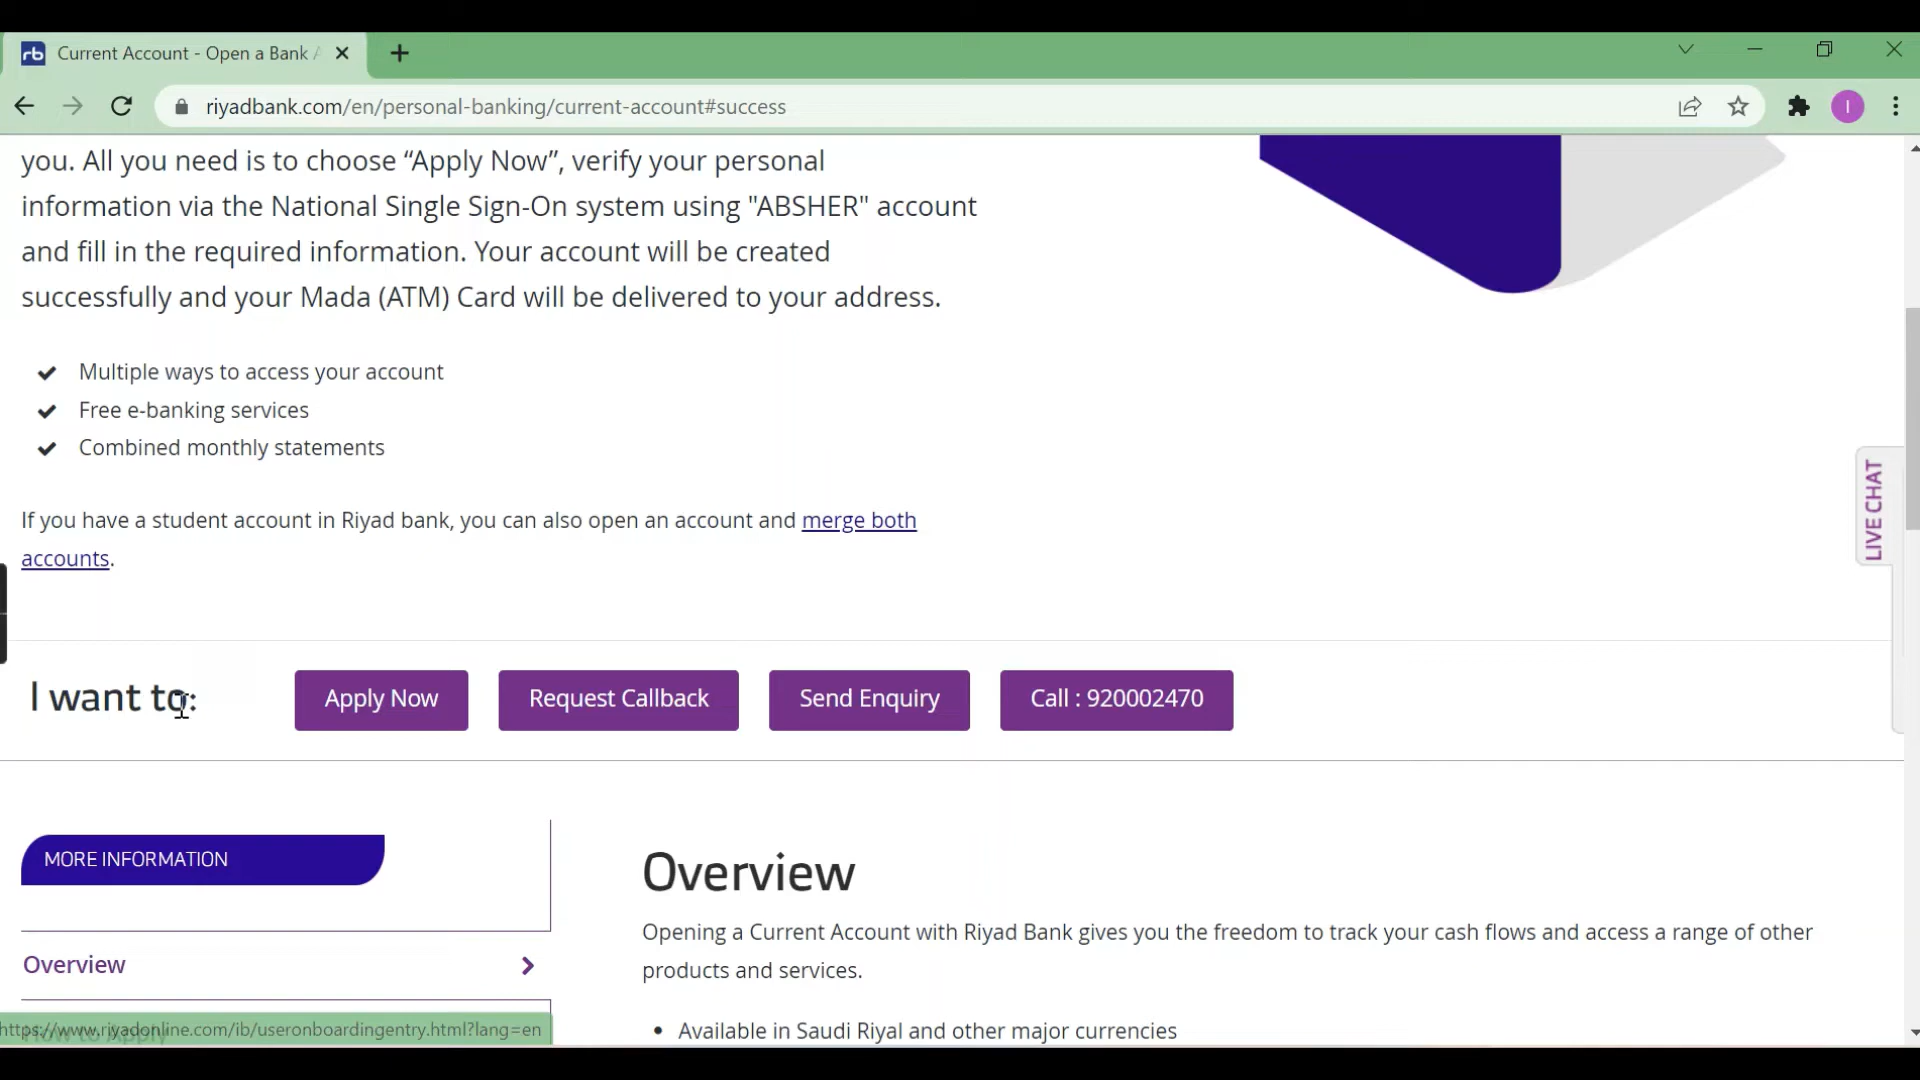 rb Current Account - Open a Bank A
riyadbank.com/en/personal-banking/current-account#success
I
you. All you need is to choose “Apply Now”, verify your personal
information via the National Single Sign-On system using "ABSHER" account
and fill in the required information. Your account will be created
successfully and your Mada (ATM) Card will be delivered to your address.
Multiple ways to access your account
Free e-banking services
Combined monthly statements
If you have a student account in Riyad bank, you can also open an account and merge both
accounts.
LIVE CHAT
I want to:
Apply Now
Request Callback
Send Enquiry
Call : 920002470
MORE INFORMATION
Overview
Overview
Opening a Current Account with Riyad Bank gives you the freedom to track your cash flows and access a range of other
products and services.
• Available in Saudi Riyal and other major currencies
https://www.riyadonline.com/ib/useronboardingentry.html?lang=en
How to Apply